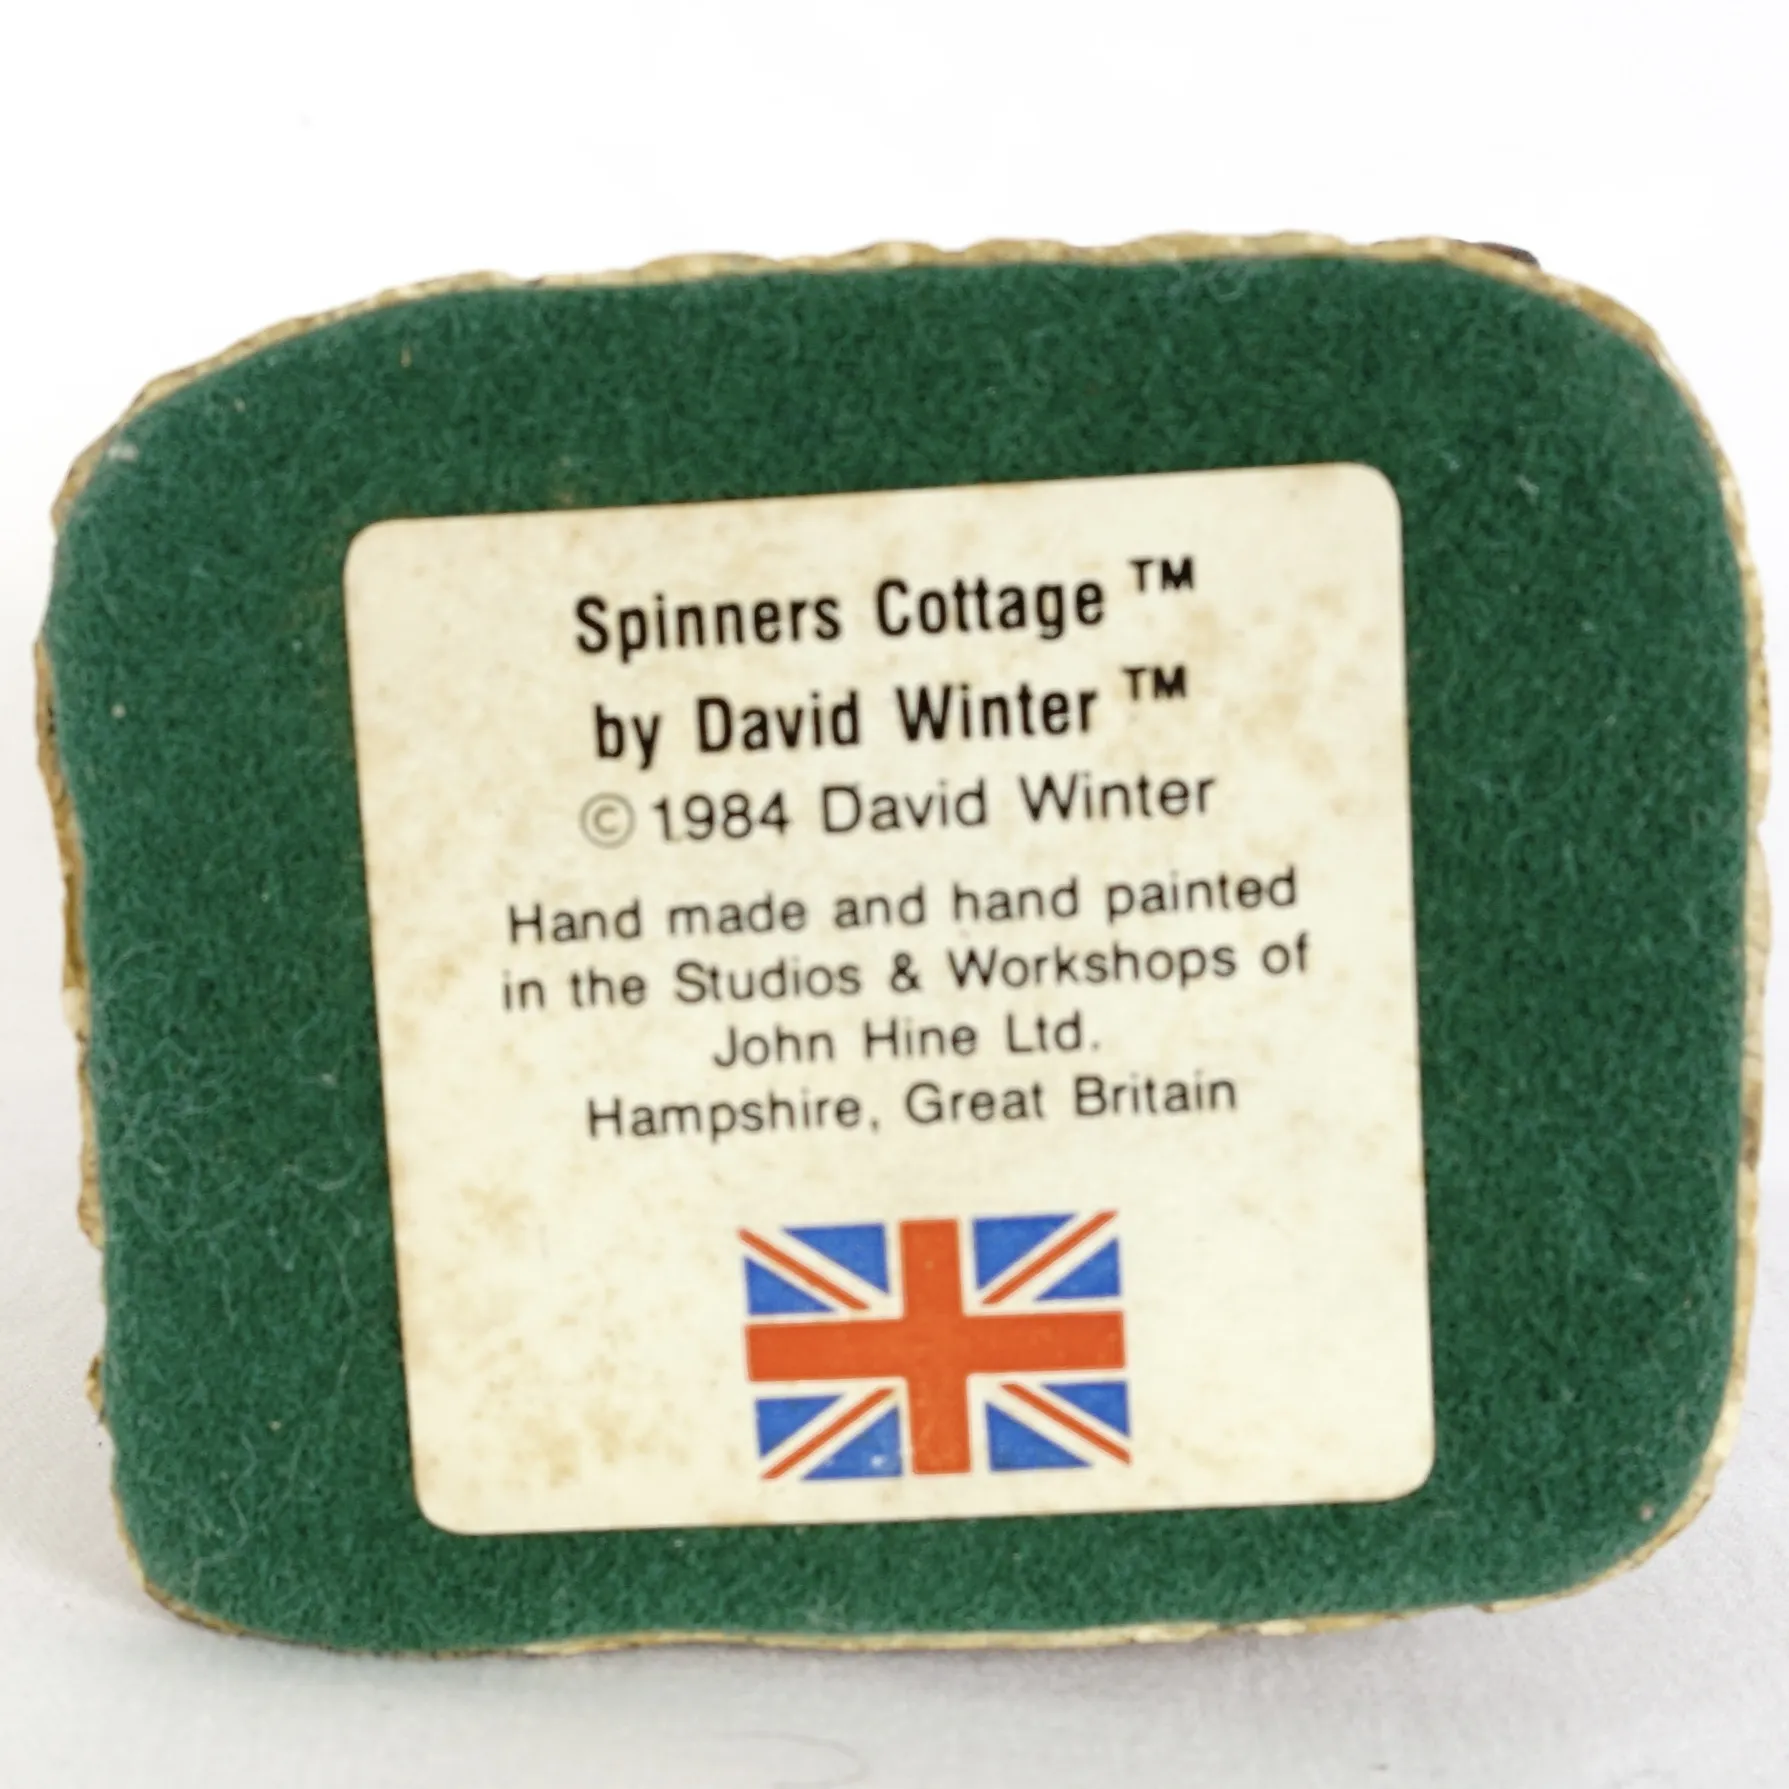 Spinners Cottage ™
by David Winter ™
© 1984 David Winter
Hand made and hand painted
in the Studios & Workshops of
John Hine Ltd.
Hampshire, Great Britain